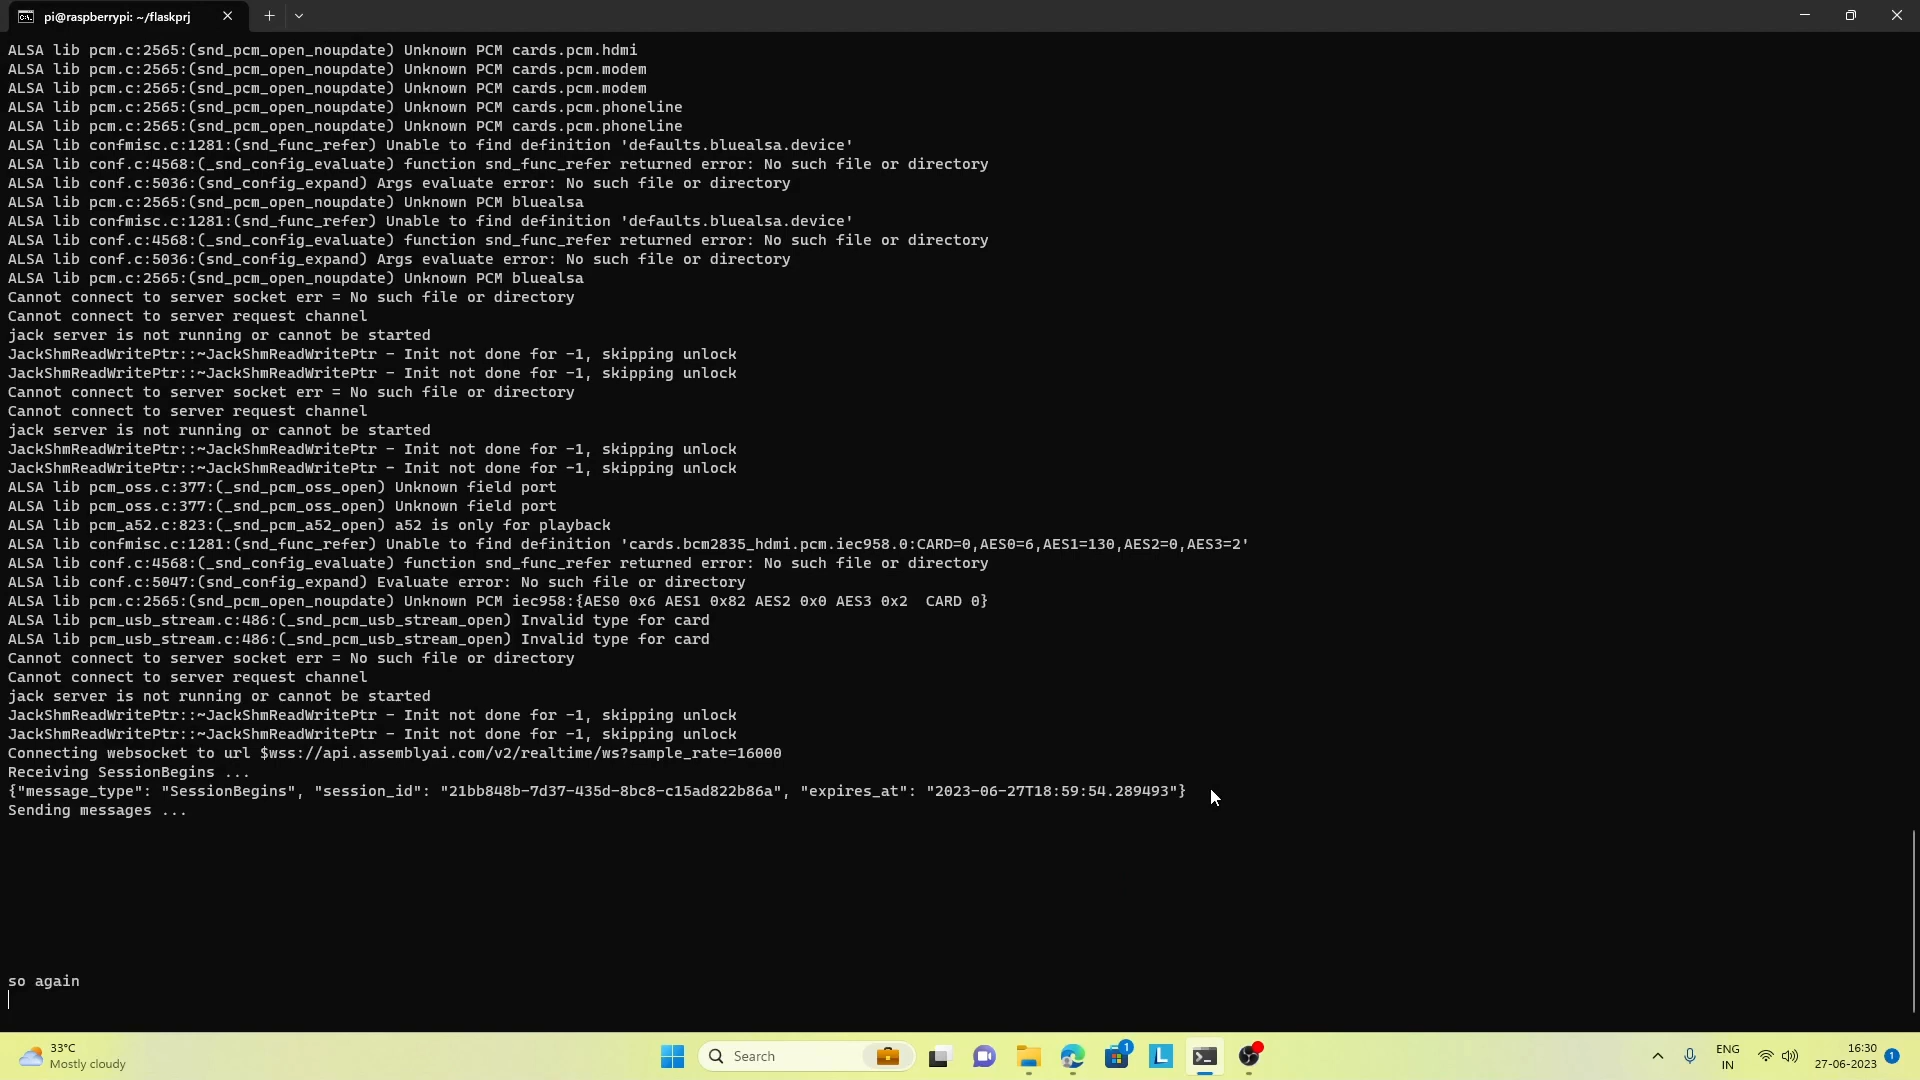 pi@raspberrypi: ~/flaskprj
ALSA lib pcm.c:2565:(snd_pcm_open_noupdate) Unknown PCM cards.pcm.hdmi
ALSA lib pcm.c:2565:(snd_pcm_open_noupdate) Unknown PCM cards.pcm.modem
ALSA lib pcm.c:2565:(snd_pcm_open_noupdate) Unknown PCM cards.pcm.modem
ALSA lib pcm.c:2565:(snd_pcm_open_noupdate) Unknown PCM cards.pcm.phoneline
ALSA lib pcm.c:2565:(snd_pcm_open_noupdate) Unknown PCM cards.pcm.phoneline
ALSA lib confmisc.c:1281:(snd_func_refer) Unable to find definition 'defaults.bluealsa.device'
ALSA lib conf.c:4568:(_snd_config_evaluate) function snd_func_refer returned error: No such file or directory
ALSA lib conf.c:5036:(snd_config_expand) Args evaluate error: No such file or directory
ALSA lib pcm.c:2565:(snd_pcm_open_noupdate) Unknown PCM bluealsa
ALSA lib confmisc.c:1281:(snd_func_refer) Unable to find definition 'defaults.bluealsa.device'
ALSA lib conf.c:4568:(_snd_config_evaluate) function snd_func_refer returned error: No such file or directory
ALSA lib conf.c:5036:(snd_config_expand) Args evaluate error: No such file or directory
ALSA lib pcm.c:2565:(snd_pcm_open_noupdate) Unknown PCM bluealsa
Cannot connect to server socket err = No such file or directory
Cannot connect to server request channel
jack server is not running or cannot be started
JackShmReadWritePtr::~JackShmReadWritePtr - Init not done for -1, skipping unlock
JackShmReadWritePtr::~JackShmReadWritePtr - Init not done for -1, skipping unlock
Cannot connect to server socket err = No such file or directory
Cannot connect to server request channel
jack server is not running or cannot be started
JackShmReadWritePtr::~JackShmReadWritePtr - Init not done for -1, skipping unlock
JackShmReadWritePtr::~JackShmReadWritePtr - Init not done for -1, skipping unlock
ALSA lib pcm_oss.c:377:(_snd_pcm_oss_open) Unknown field port
ALSA lib pcm_oss.c:377:(_snd_pcm_oss_open) Unknown field port
ALSA lib pcm_a52.c:823:(_snd_pcm_a52_open) a52 is only for playback
ALSA lib confmisc.c:1281:(snd_func_refer) Unable to find definition 'cards.bcm2835_hdmi.pcm.iec958.0:CARD=0,AES0=6,AES1=130,AES2=0,AES3=2'
ALSA lib conf.c:4568:(_snd_config_evaluate) function snd_func_refer returned error: No such file or directory
ALSA lib conf.c:5047:(snd_config_expand) Evaluate error: No such file or directory
ALSA lib pcm.c:2565:(snd_pcm_open_noupdate) Unknown PCM iec958:{AES0 0x6 AES1 0x82 AES2 0x0 AES3 0x2  CARD 0}
ALSA lib pcm_usb_stream.c:486:(_snd_pcm_usb_stream_open) Invalid type for card
ALSA lib pcm_usb_stream.c:486:(_snd_pcm_usb_stream_open) Invalid type for card
Cannot connect to server socket err = No such file or directory
Cannot connect to server request channel
jack server is not running or cannot be started
JackShmReadWritePtr::~JackShmReadWritePtr - Init not done for -1, skipping unlock
JackShmReadWritePtr::~JackShmReadWritePtr - Init not done for -1, skipping unlock
Connecting websocket to url $wss://api.assemblyai.com/v2/realtime/ws?sample_rate=16000
Receiving SessionBegins ...
{"message_type": "SessionBegins", "session_id": "21bb848b-7d37-435d-8bc8-c15ad822b86a", "expires_at": "2023-06-27T18:59:54.289493"}
Sending messages ...
so again
33°C
Mostly cloudy
Search
1
L
ENG
IN
16:30
27-06-2023
1